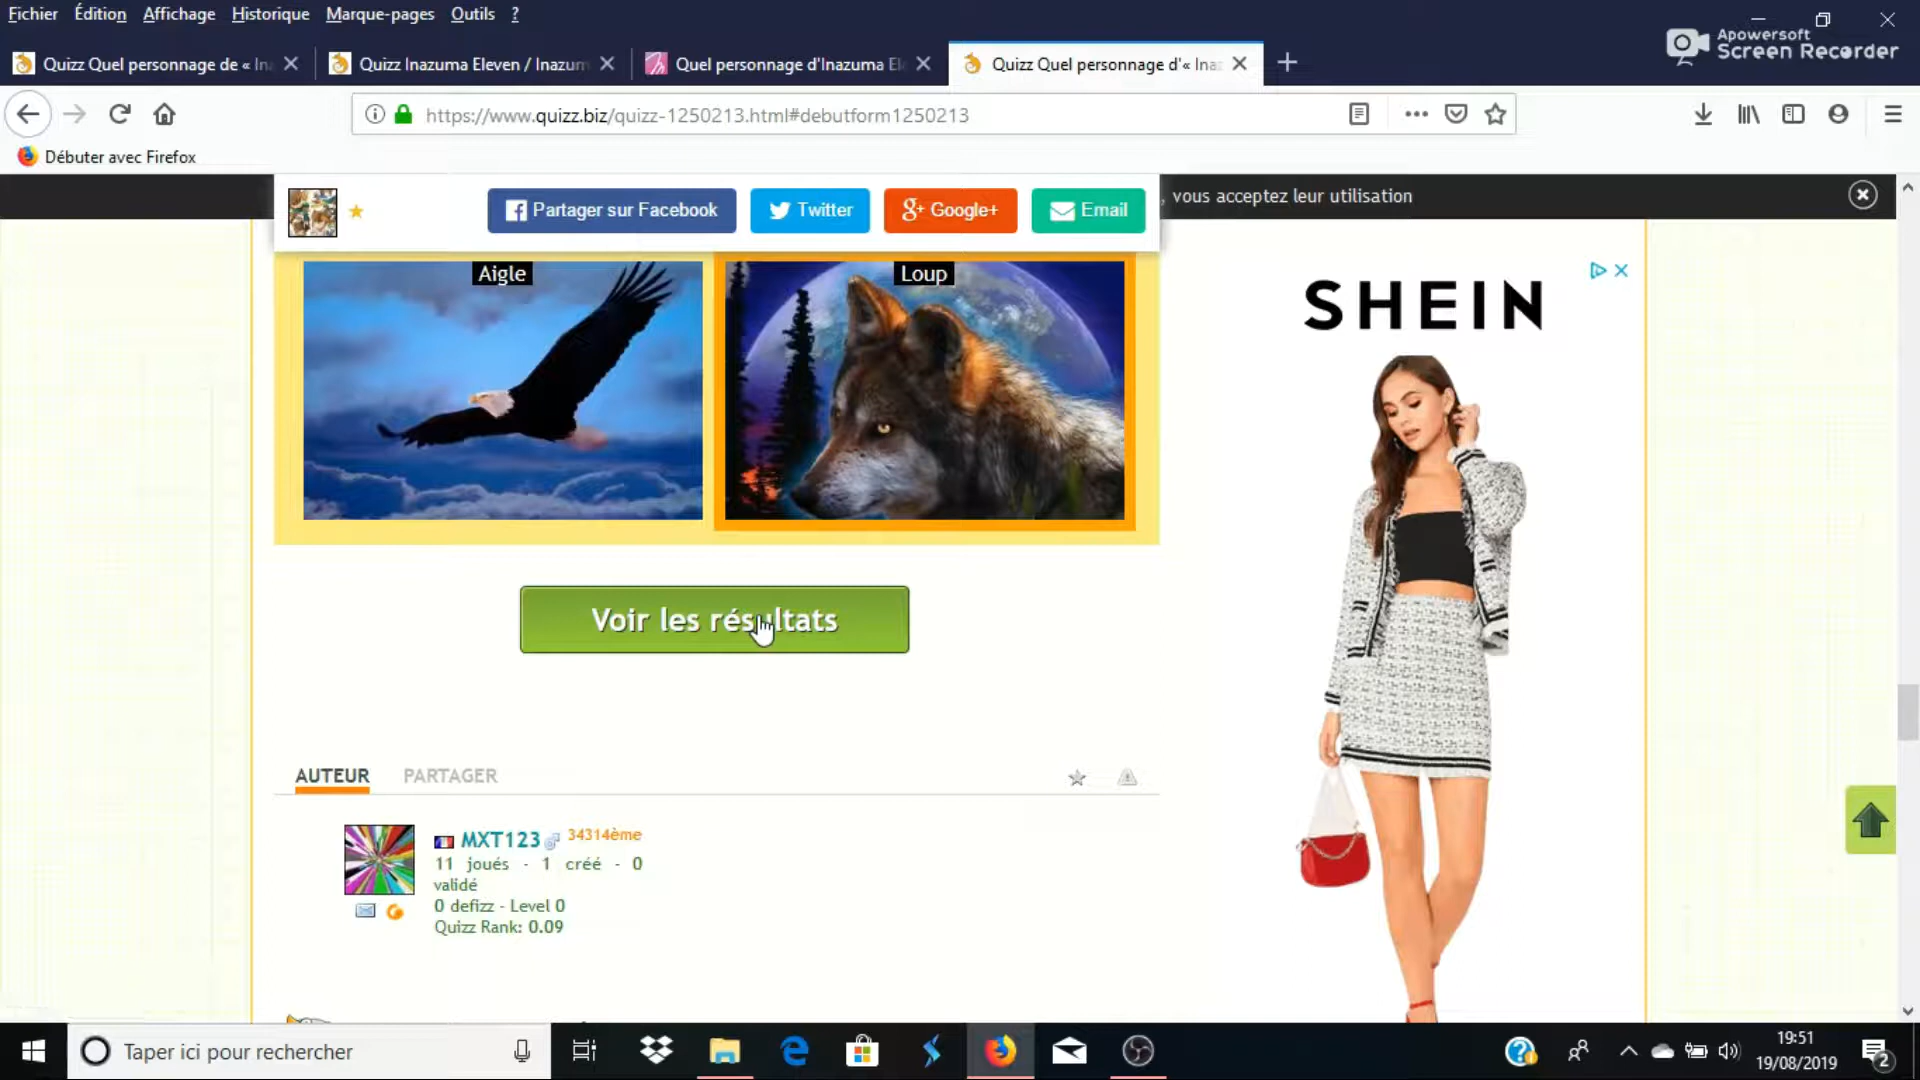 Fichier Édition Affichage Historique Marque-pages Outils ?
Apowersoft
Screen Recorder
Quizz Quel personnage de « Ina
Quizz Inazuma Eleven / Inazum
Quel personnage d'Inazuma El
Quizz Quel personnage d'« Ina
https://www.quizz.biz/quizz-1250213.html#debutform1250213
Débuter avec Firefox
Partager sur Facebook
Twitter
g+ Google+
Email
, vous acceptez leur utilisation
Aigle
Loup
SHEIN
Voir les résultats
AUTEUR PARTAGER
MXT123 34314ème
11 joués - 1 créé - 0
validé
0 defizz - Level 0
Quizz Rank: 0.09
Taper ici pour rechercher
19:51
19/08/2019
2